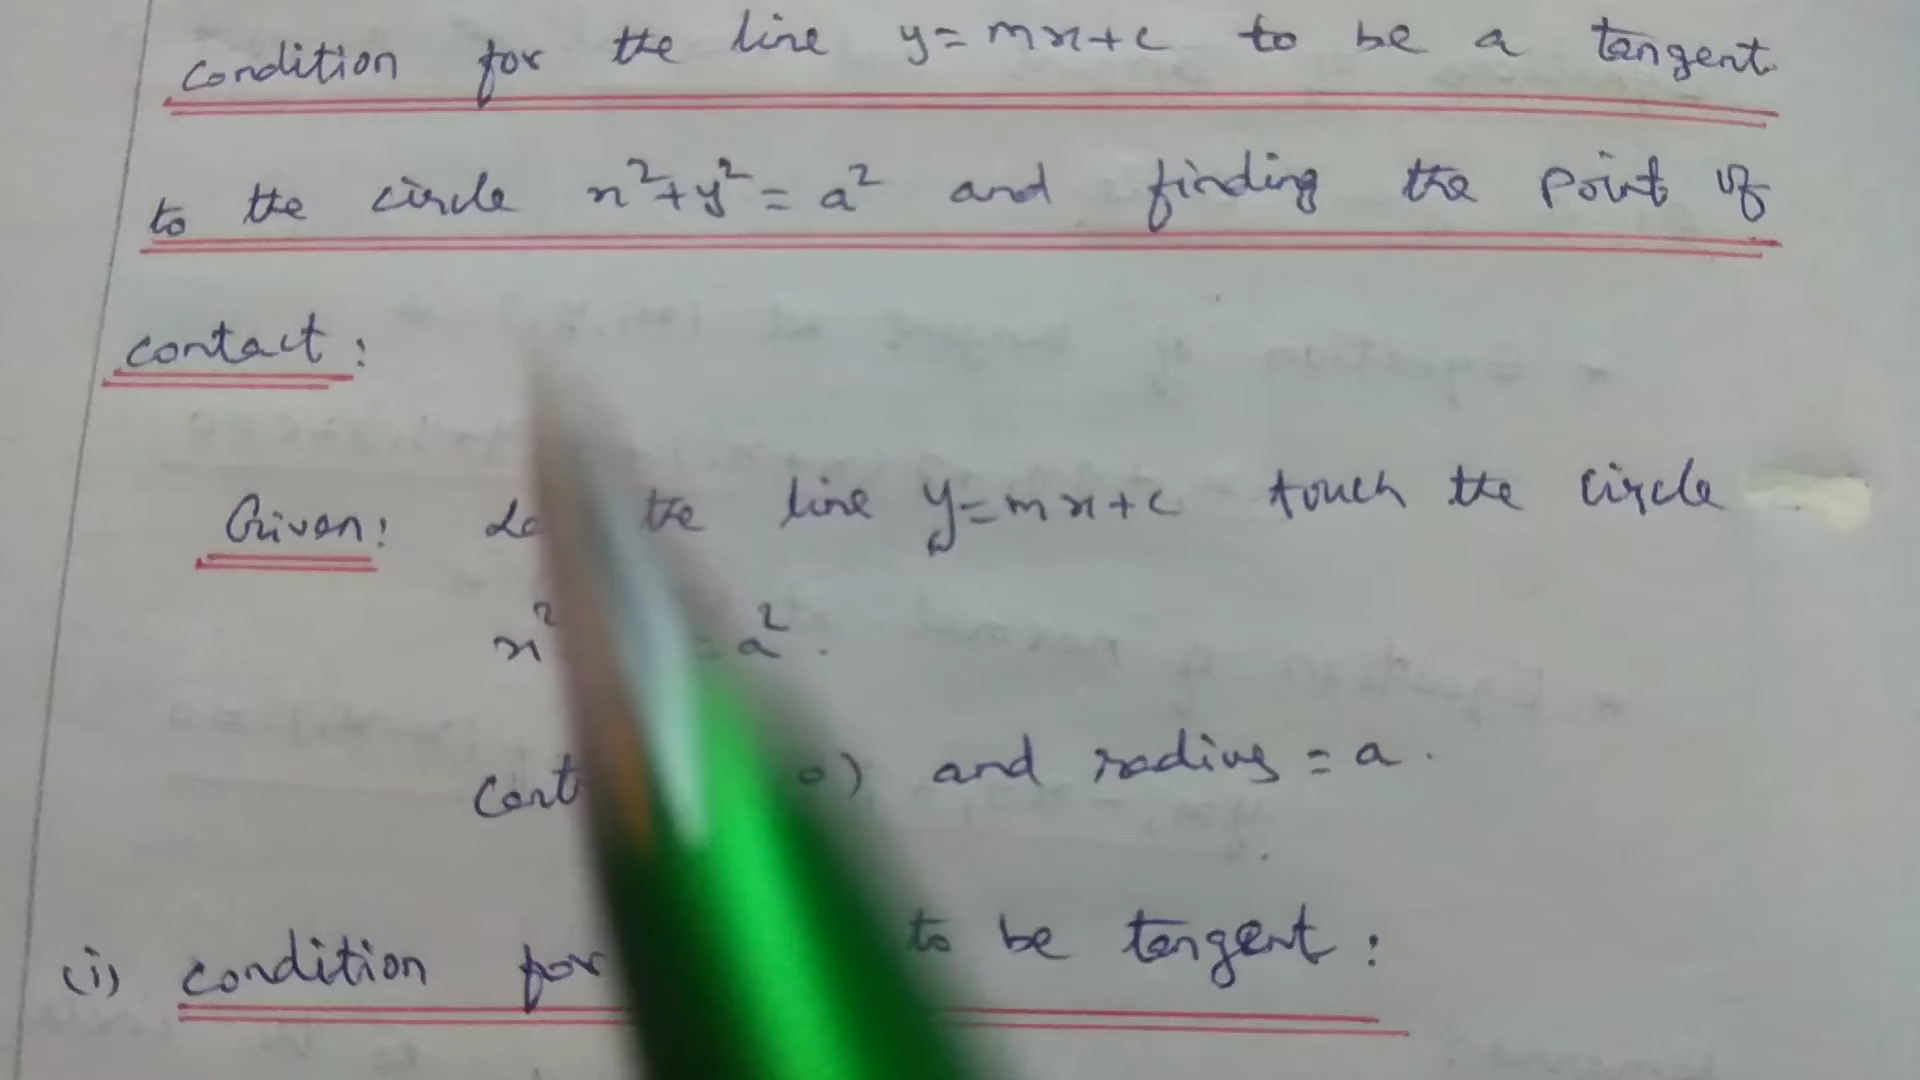 condition for the line y=mx+c to be a tangent
to the circle x²+y²=a² and finding the point of
contact:
Given: the line y=mx+c touch the circle
x² = a².
0) and radius = a.
(i) condition for to be tangent: